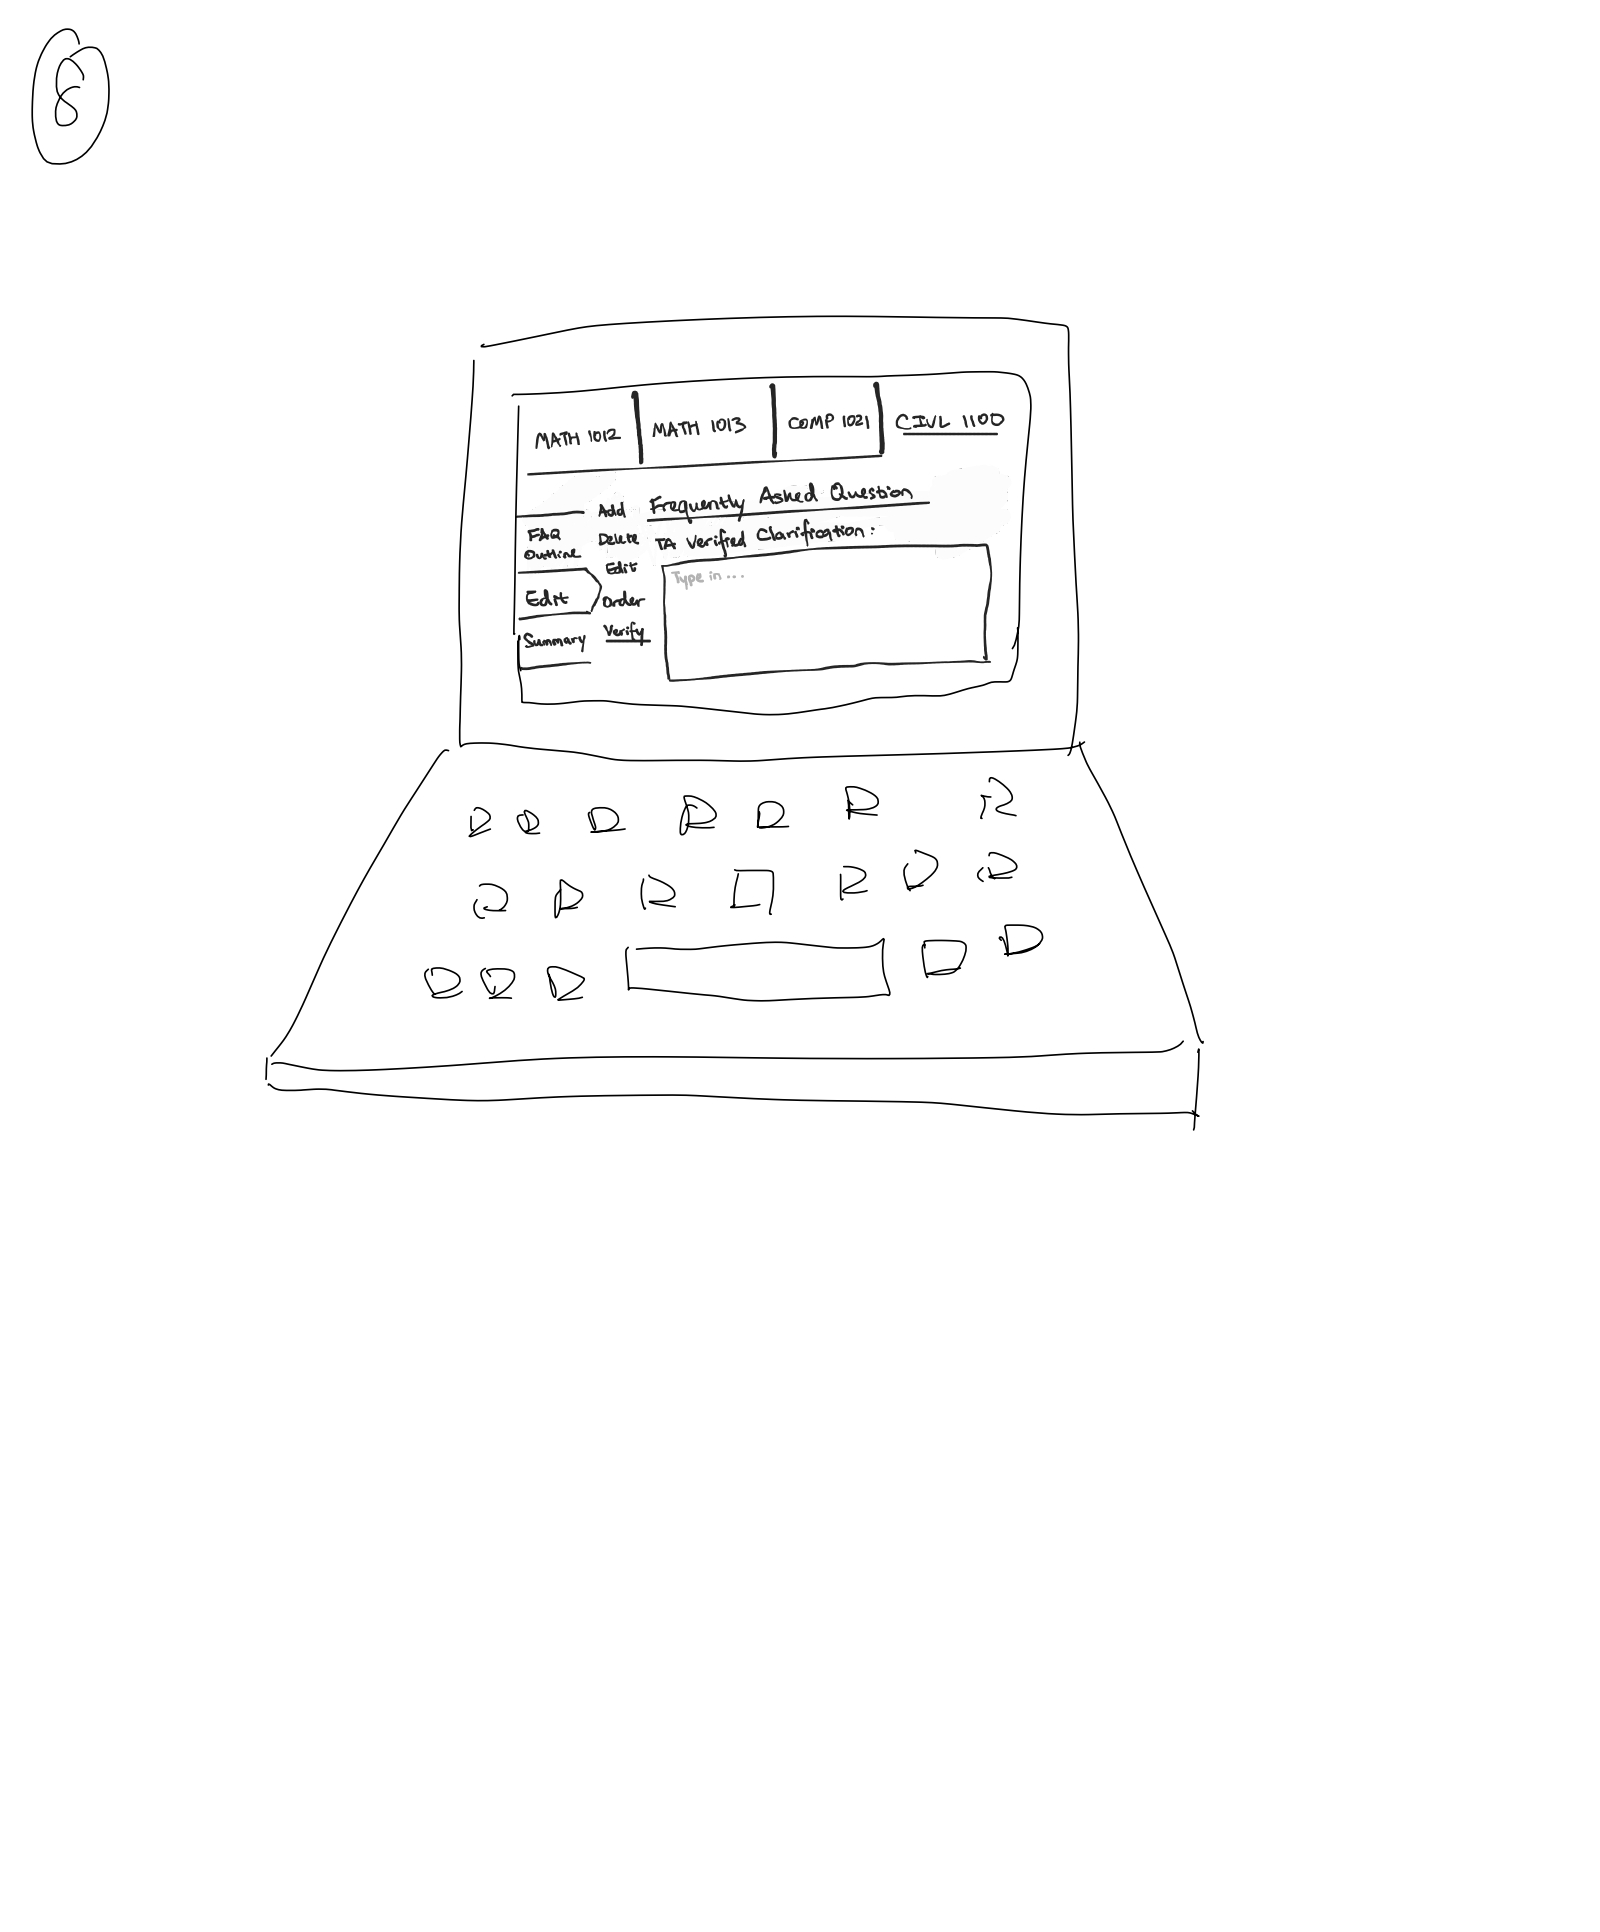 8
MATH 1012
MATH 1013
COMP 1021
CIVL 1100
FAQ
Outline
Edit
Summary
Add
Delete
Edit
Order
Verify
Frequently Asked Question
TA Verified Clarification:
Type in ...